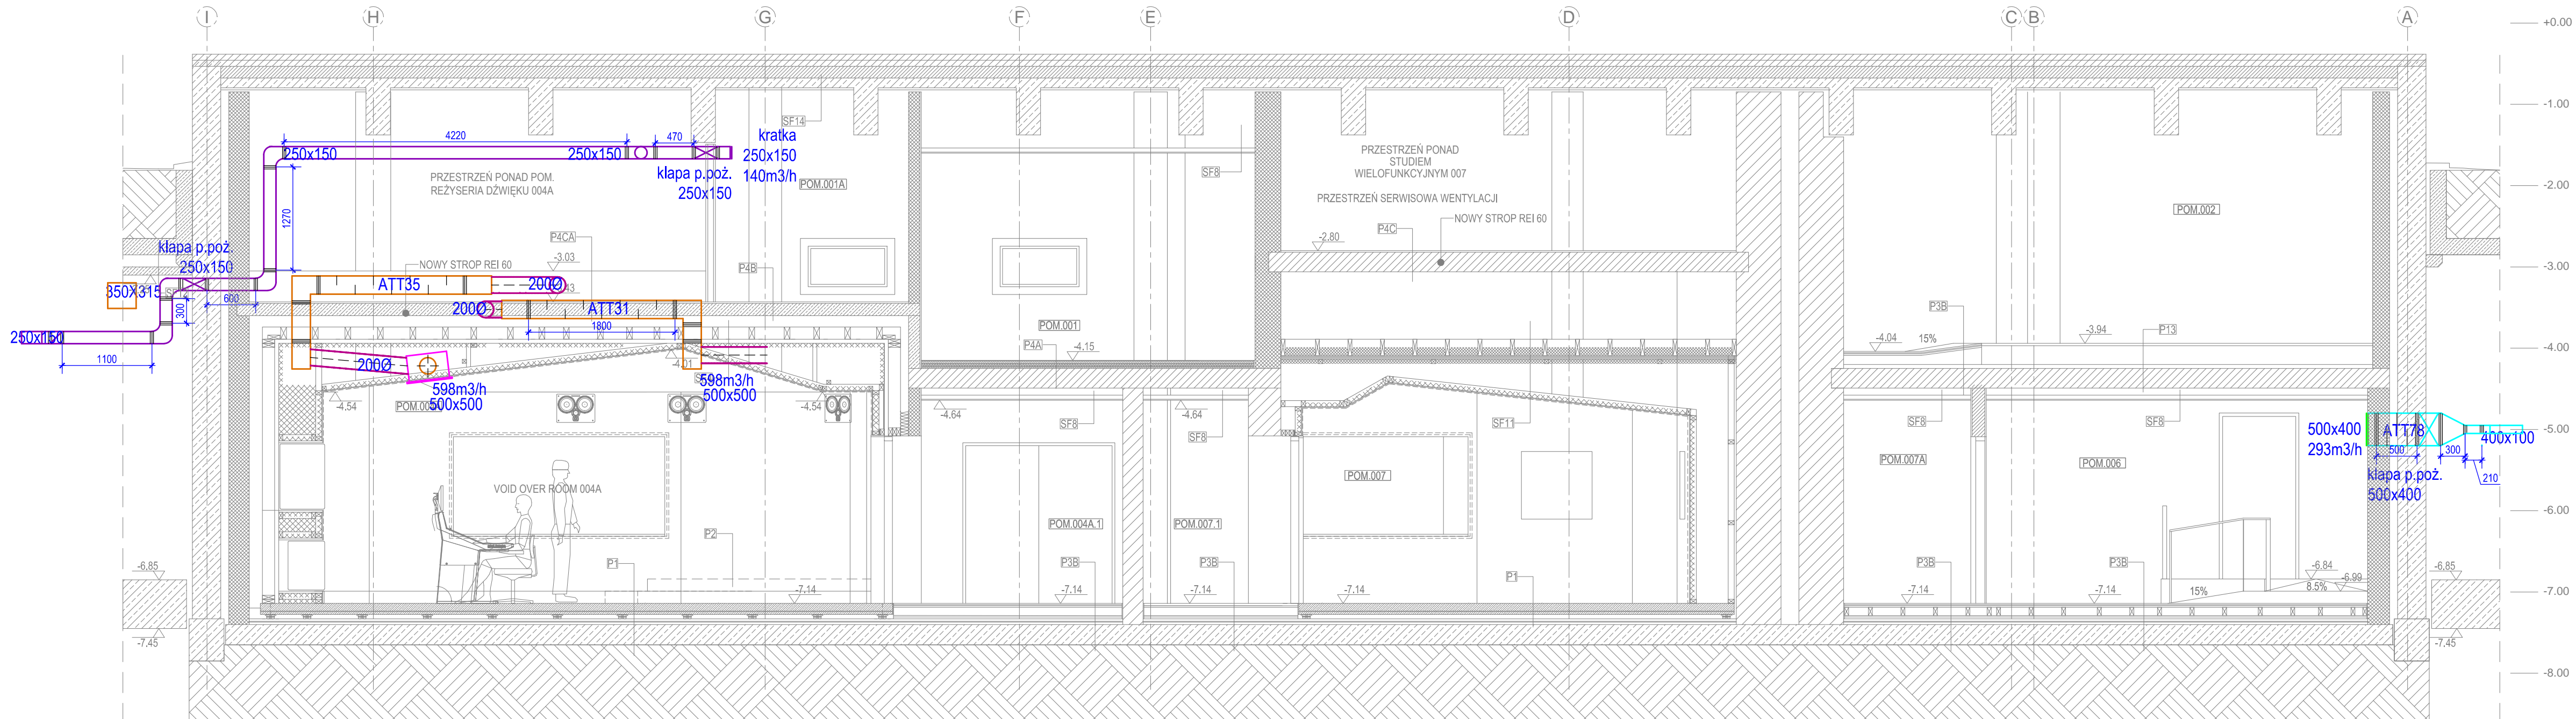 I
H
G
F
E
D
C
B
A
+0.00
-1.00
-2.00
-3.00
-4.00
-5.00
-6.00
-7.00
-8.00
4220
470
kratka
250x150
140m3/h
250x150
250x150
klapa p.poż.
250x150
SF14
POM.001A
PRZESTRZEŃ PONAD POM.
REŻYSERIA DŹWIĘKU 004A
1270
klapa p.poż.
250x150
350X315
300
600
250x150
1100
P4CA
NOWY STROP REI 60
-3.03
P4B
ATT35
200Ø
200Ø
ATT31
1800
200Ø
598m3/h
500x500
-4.01
598m3/h
500x500
-4.54
-4.54
VOID OVER ROOM 004A
P1
P2
-7.14
SF8
POM.001
P4A
-4.15
-4.64
SF8
-4.64
SF8
POM.004A.1
POM.007.1
P3B
P3B
-7.14
-7.14
PRZESTRZEŃ PONAD
STUDIEM
WIELOFUNKCYJNYM 007
PRZESTRZEŃ SERWISOWA WENTYLACJI
NOWY STROP REI 60
P4C
-2.80
SF11
POM.007
P1
-7.14
POM.002
P3B
P13
-4.04
15%
-3.94
SF8
SF8
POM.007A
POM.006
P3B
P3B
-7.14
-7.14
15%
8.5%
-6.84
-6.99
500x400
293m3/h
ATT78
500
300
400x100
210
klapa p.poż.
500x400
-6.85
-7.45
-6.85
-7.45